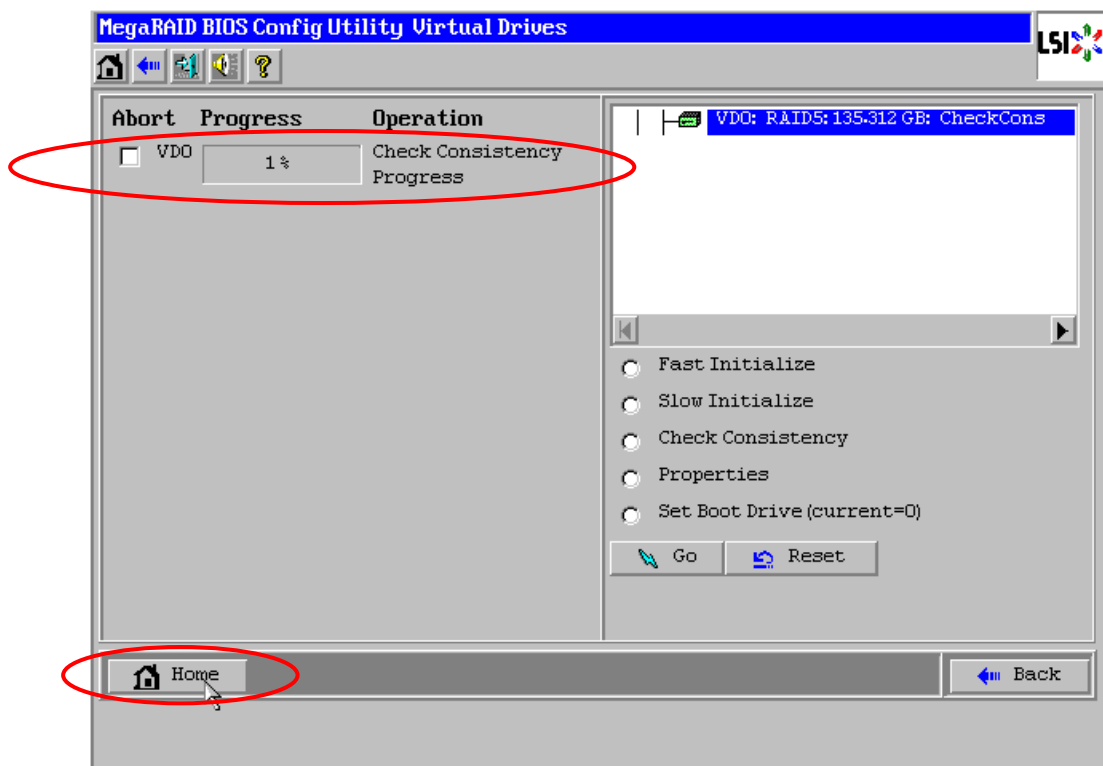 MegaRAID BIOS Config Utility Virtual Drives
LSI
Abort Progress Operation
VD0 1% Check Consistency
Progress
VD0: RAID5: 135.312 GB: CheckCons
Fast Initialize
Slow Initialize
Check Consistency
Properties
Set Boot Drive (current=0)
Go Reset
Home
Back